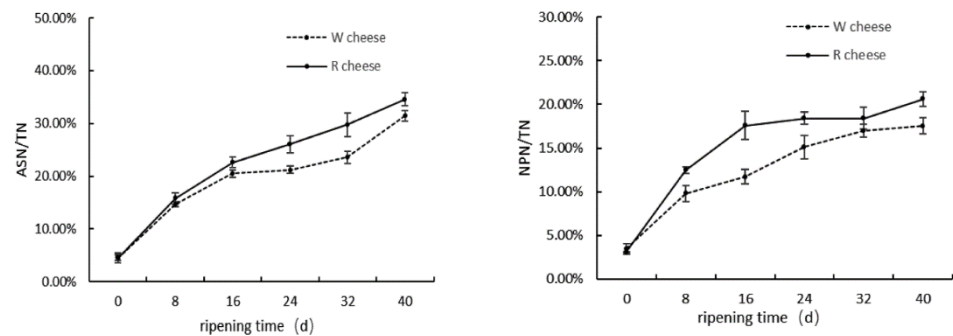 50.00%
40.00%
30.00%
20.00%
10.00%
0.00%
ASN/TN
W cheese
R cheese
0 8 16 24 32 40
ripening time (d)
30.00%
25.00%
20.00%
15.00%
10.00%
5.00%
0.00%
NPN/TN
W cheese
R cheese
0 8 16 24 32 40
ripening time (d)